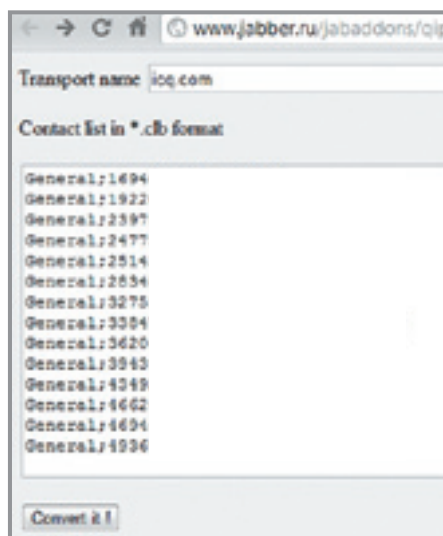 www.jabber.ru/jabaddons/qip
Transport name icq.com
Contact list in *.clb format
General;1694
General;1922
General;2397
General;2477
General;2514
General;2834
General;3275
General;3384
General;3620
General;3943
General;4349
General;4662
General;4694
General;4936
Convert it !